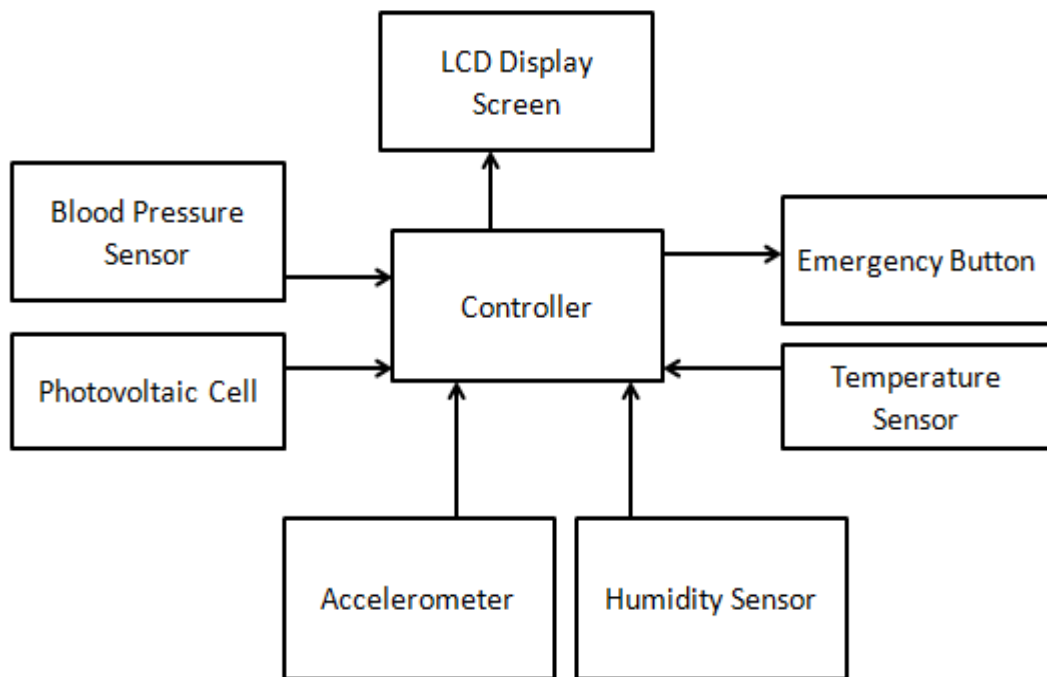 LCD Display
Screen
Blood Pressure
Sensor
Emergency Button
Controller
Photovoltaic Cell
Temperature
Sensor
Accelerometer
Humidity Sensor